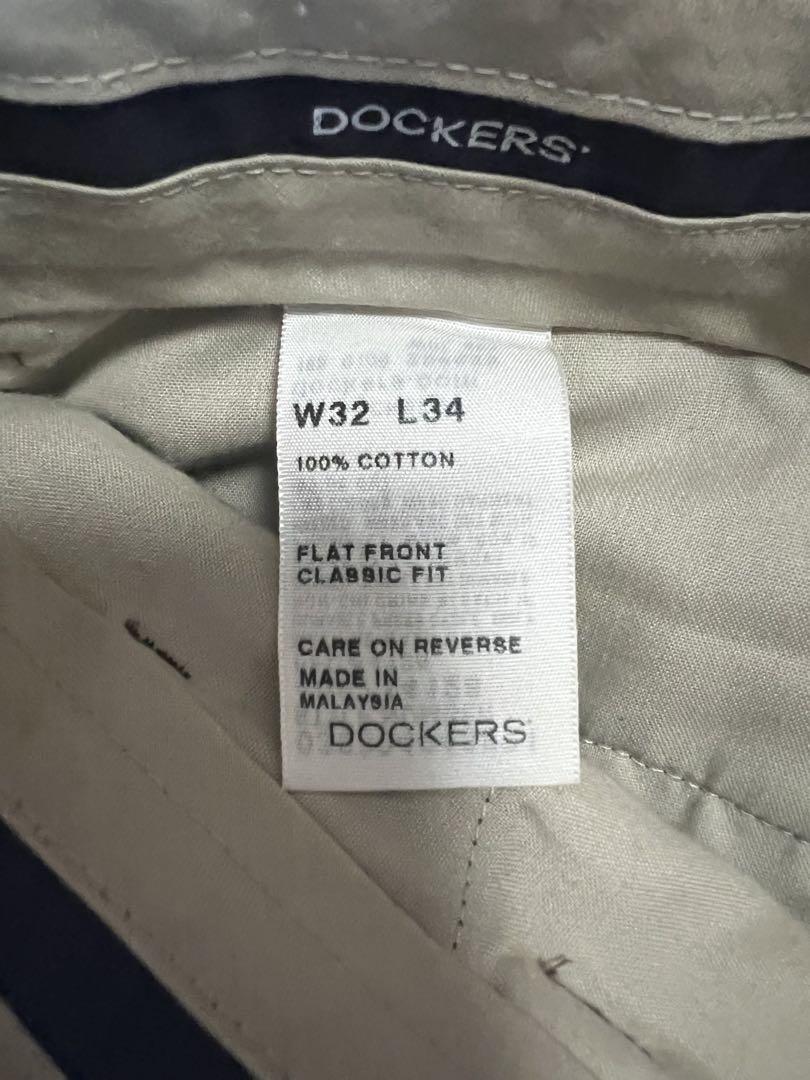 DOCKERS
W32 L34
100% COTTON
FLAT FRONT
CLASSIC FIT
CARE ON REVERSE
MADE IN
MALAYSIA
DOCKERS